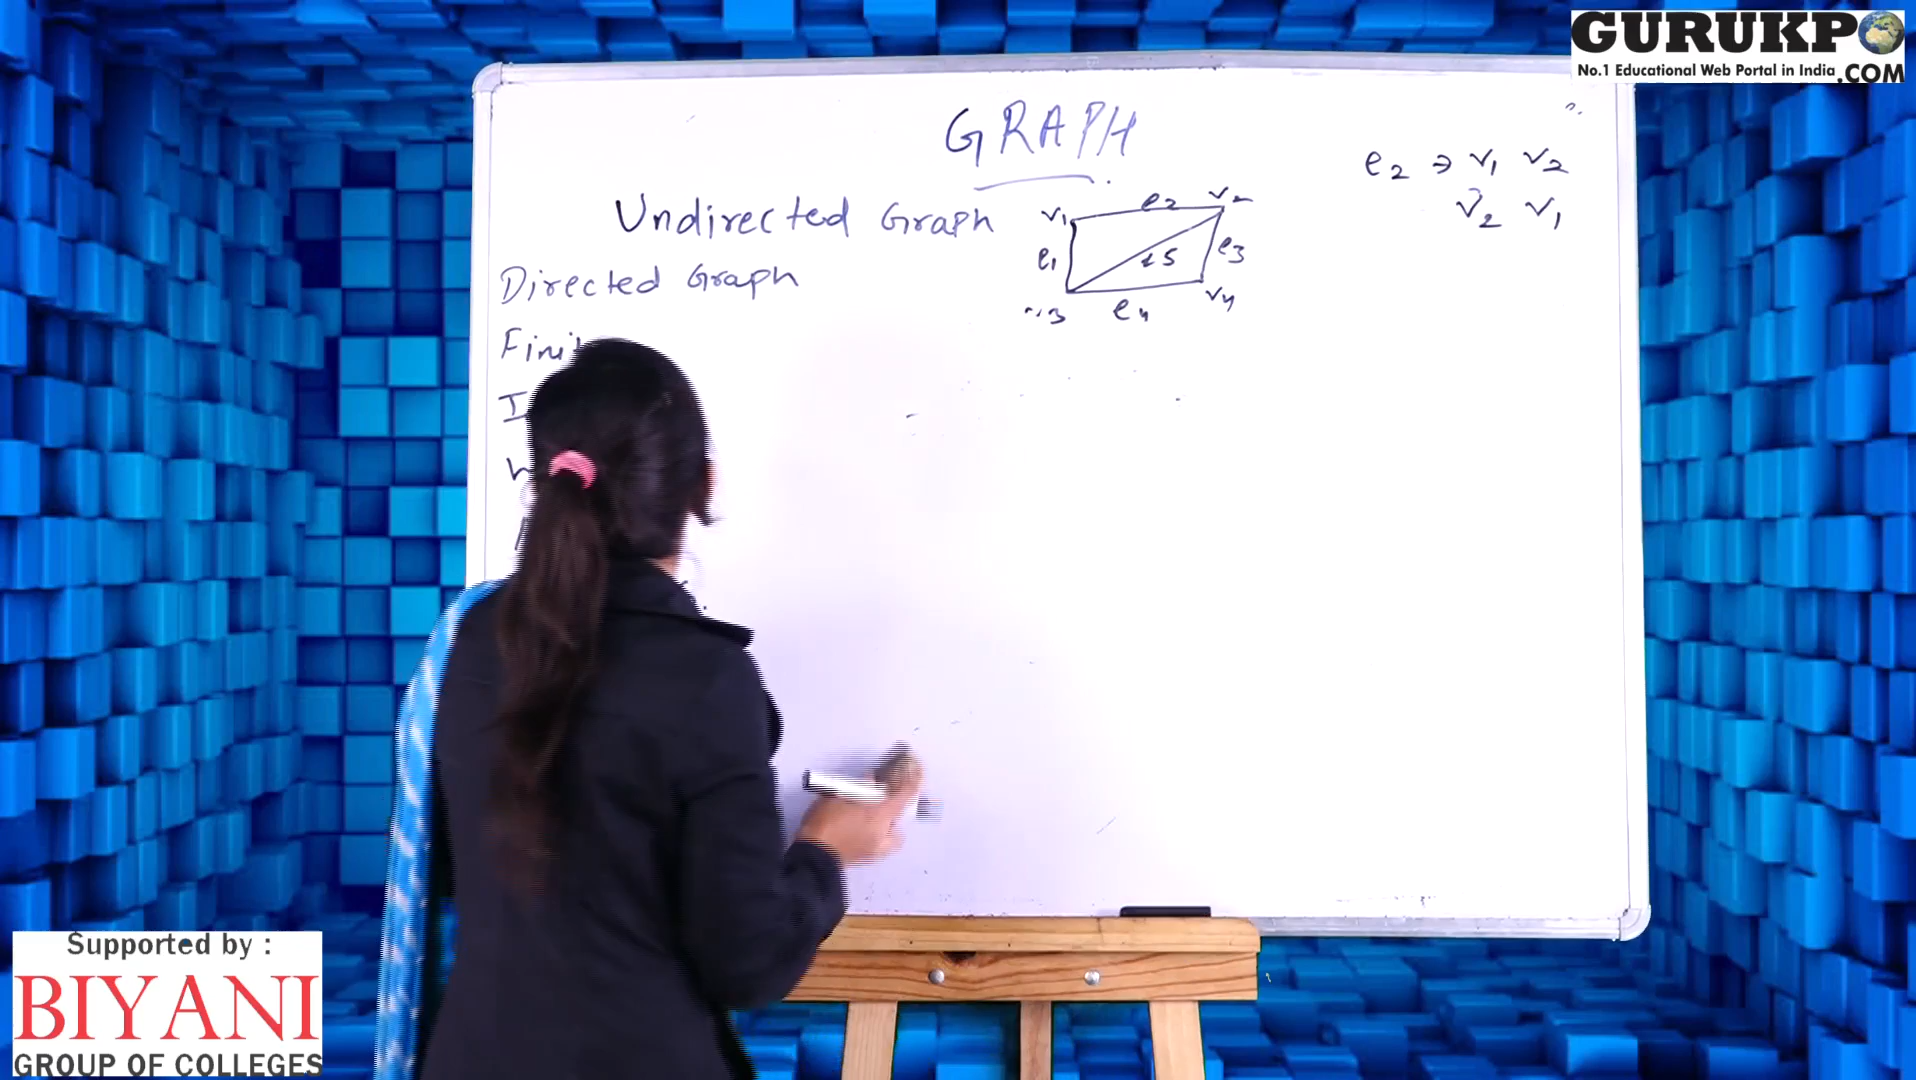 GURUKPO
No.1 Educational Web Portal in India .COM
GRAPH
e2 ⇒ v1 v2
v2 v1
Undirected Graph
v1 e2 v2
e1 e5 e3
v3 e4 v4
Directed Graph
Supported by :
BIYANI
GROUP OF COLLEGES